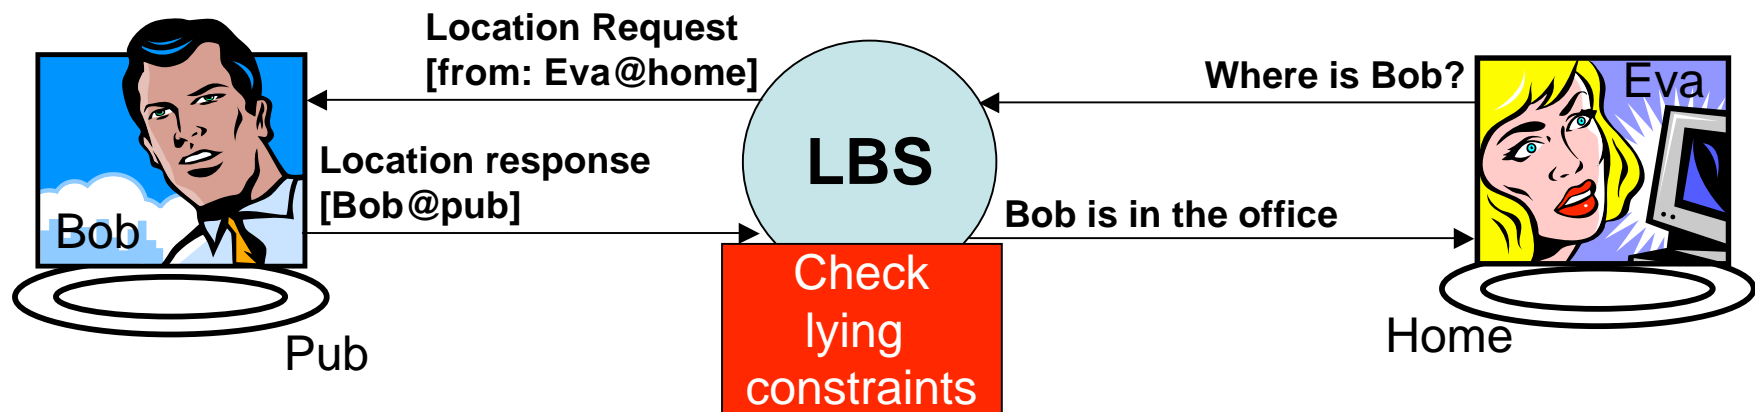 Location Request
[from: Eva@home]
Where is Bob?
Eva
Location response
[Bob@pub]
LBS
Bob
Bob is in the office
Check
lying
constraints
Pub
Home